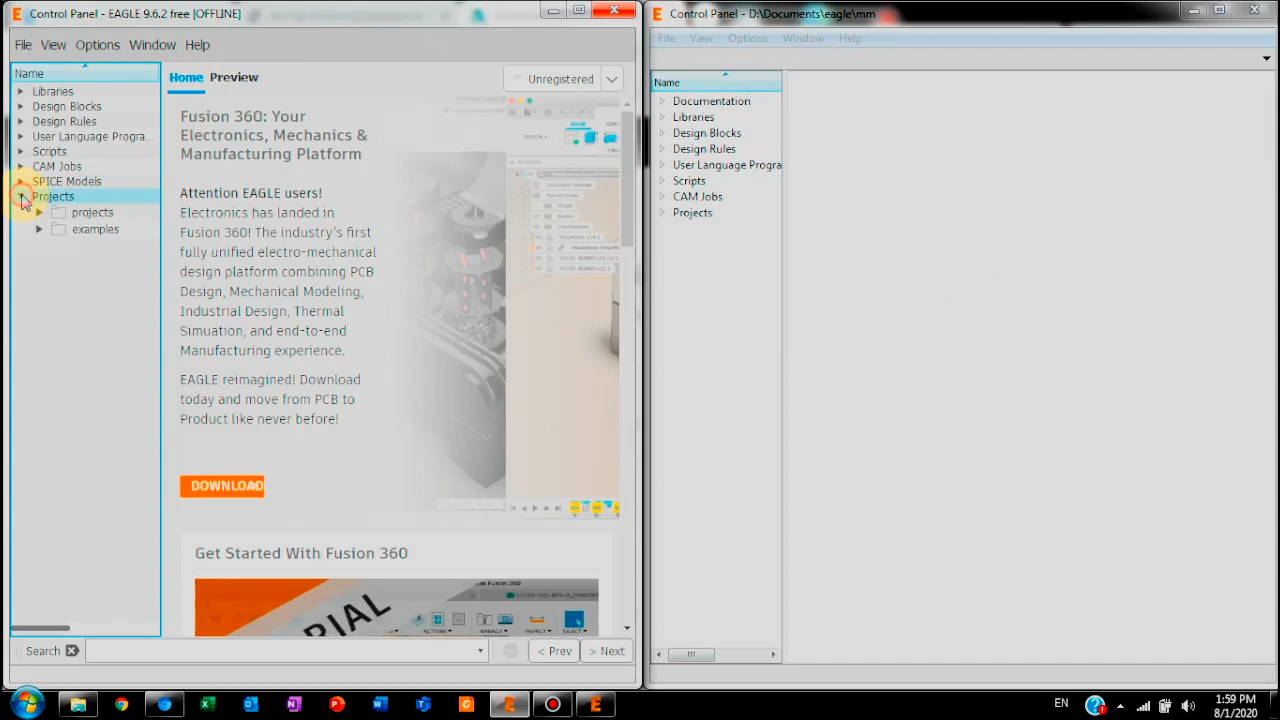 Control Panel - EAGLE 9.6.2 free [OFFLINE]
File View Options Window Help
Name
Libraries
Design Blocks
Design Rules
User Language Progra...
Scripts
CAM Jobs
SPICE Models
Projects
projects
examples
Home Preview
Unregistered
Fusion 360: Your
Electronics, Mechanics &
Manufacturing Platform
Attention EAGLE users!
Electronics has landed in
Fusion 360! The industry's first
fully unified electro-mechanical
design platform combining PCB
Design, Mechanical Modeling,
Industrial Design, Thermal
Simuation, and end-to-end
Manufacturing experience.
EAGLE reimagined! Download
today and move from PCB to
Product like never before!
DOWNLOAD
DESIGN
Get Started With Fusion 360
RIAL
ACTIONS
MANAGE
INSPECT
SELECT
Search
< Prev
> Next
Control Panel - D:\Documents\eagle\mm
File View Options Window Help
Name
Documentation
Libraries
Design Blocks
Design Rules
User Language Progra
Scripts
CAM Jobs
Projects
EN
1:59 PM
8/1/2020